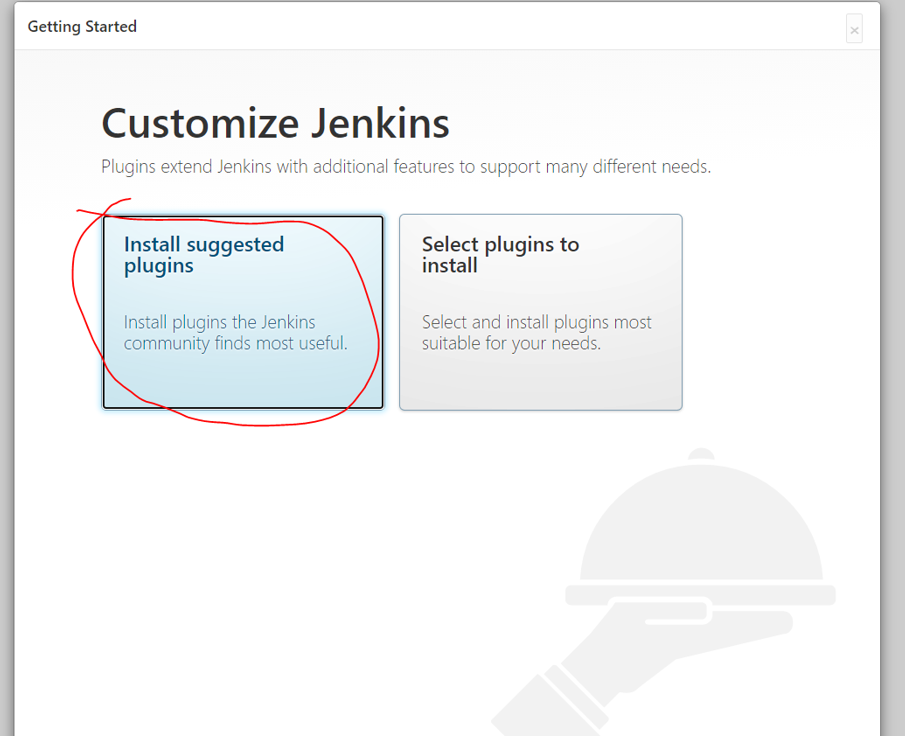 Getting Started
×
Customize Jenkins
Plugins extend Jenkins with additional features to support many different needs.
Install suggested
plugins
Install plugins the Jenkins
community finds most useful.
Select plugins to
install
Select and install plugins most
suitable for your needs.